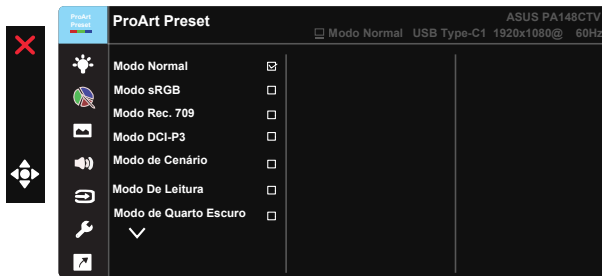 ProArt
Preset
ProArt Preset
ASUS PA148CTV
Modo Normal USB Type-C1 1920x1080@ 60Hz
Modo Normal
Modo sRGB
Modo Rec. 709
Modo DCI-P3
Modo de Cenário
Modo De Leitura
Modo de Quarto Escuro